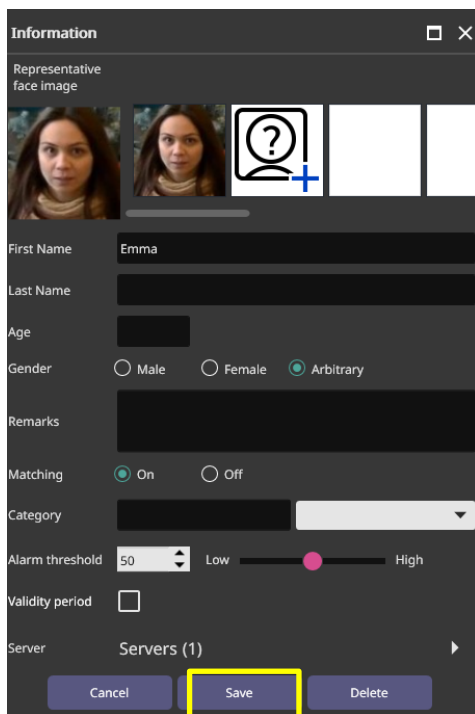 Information
Representative
face image
?
First Name Emma
Last Name
Age
Gender Male Female Arbitrary
Remarks
Matching On Off
Category
Alarm threshold 50 Low High
Validity period
Server Servers (1)
Cancel Save Delete